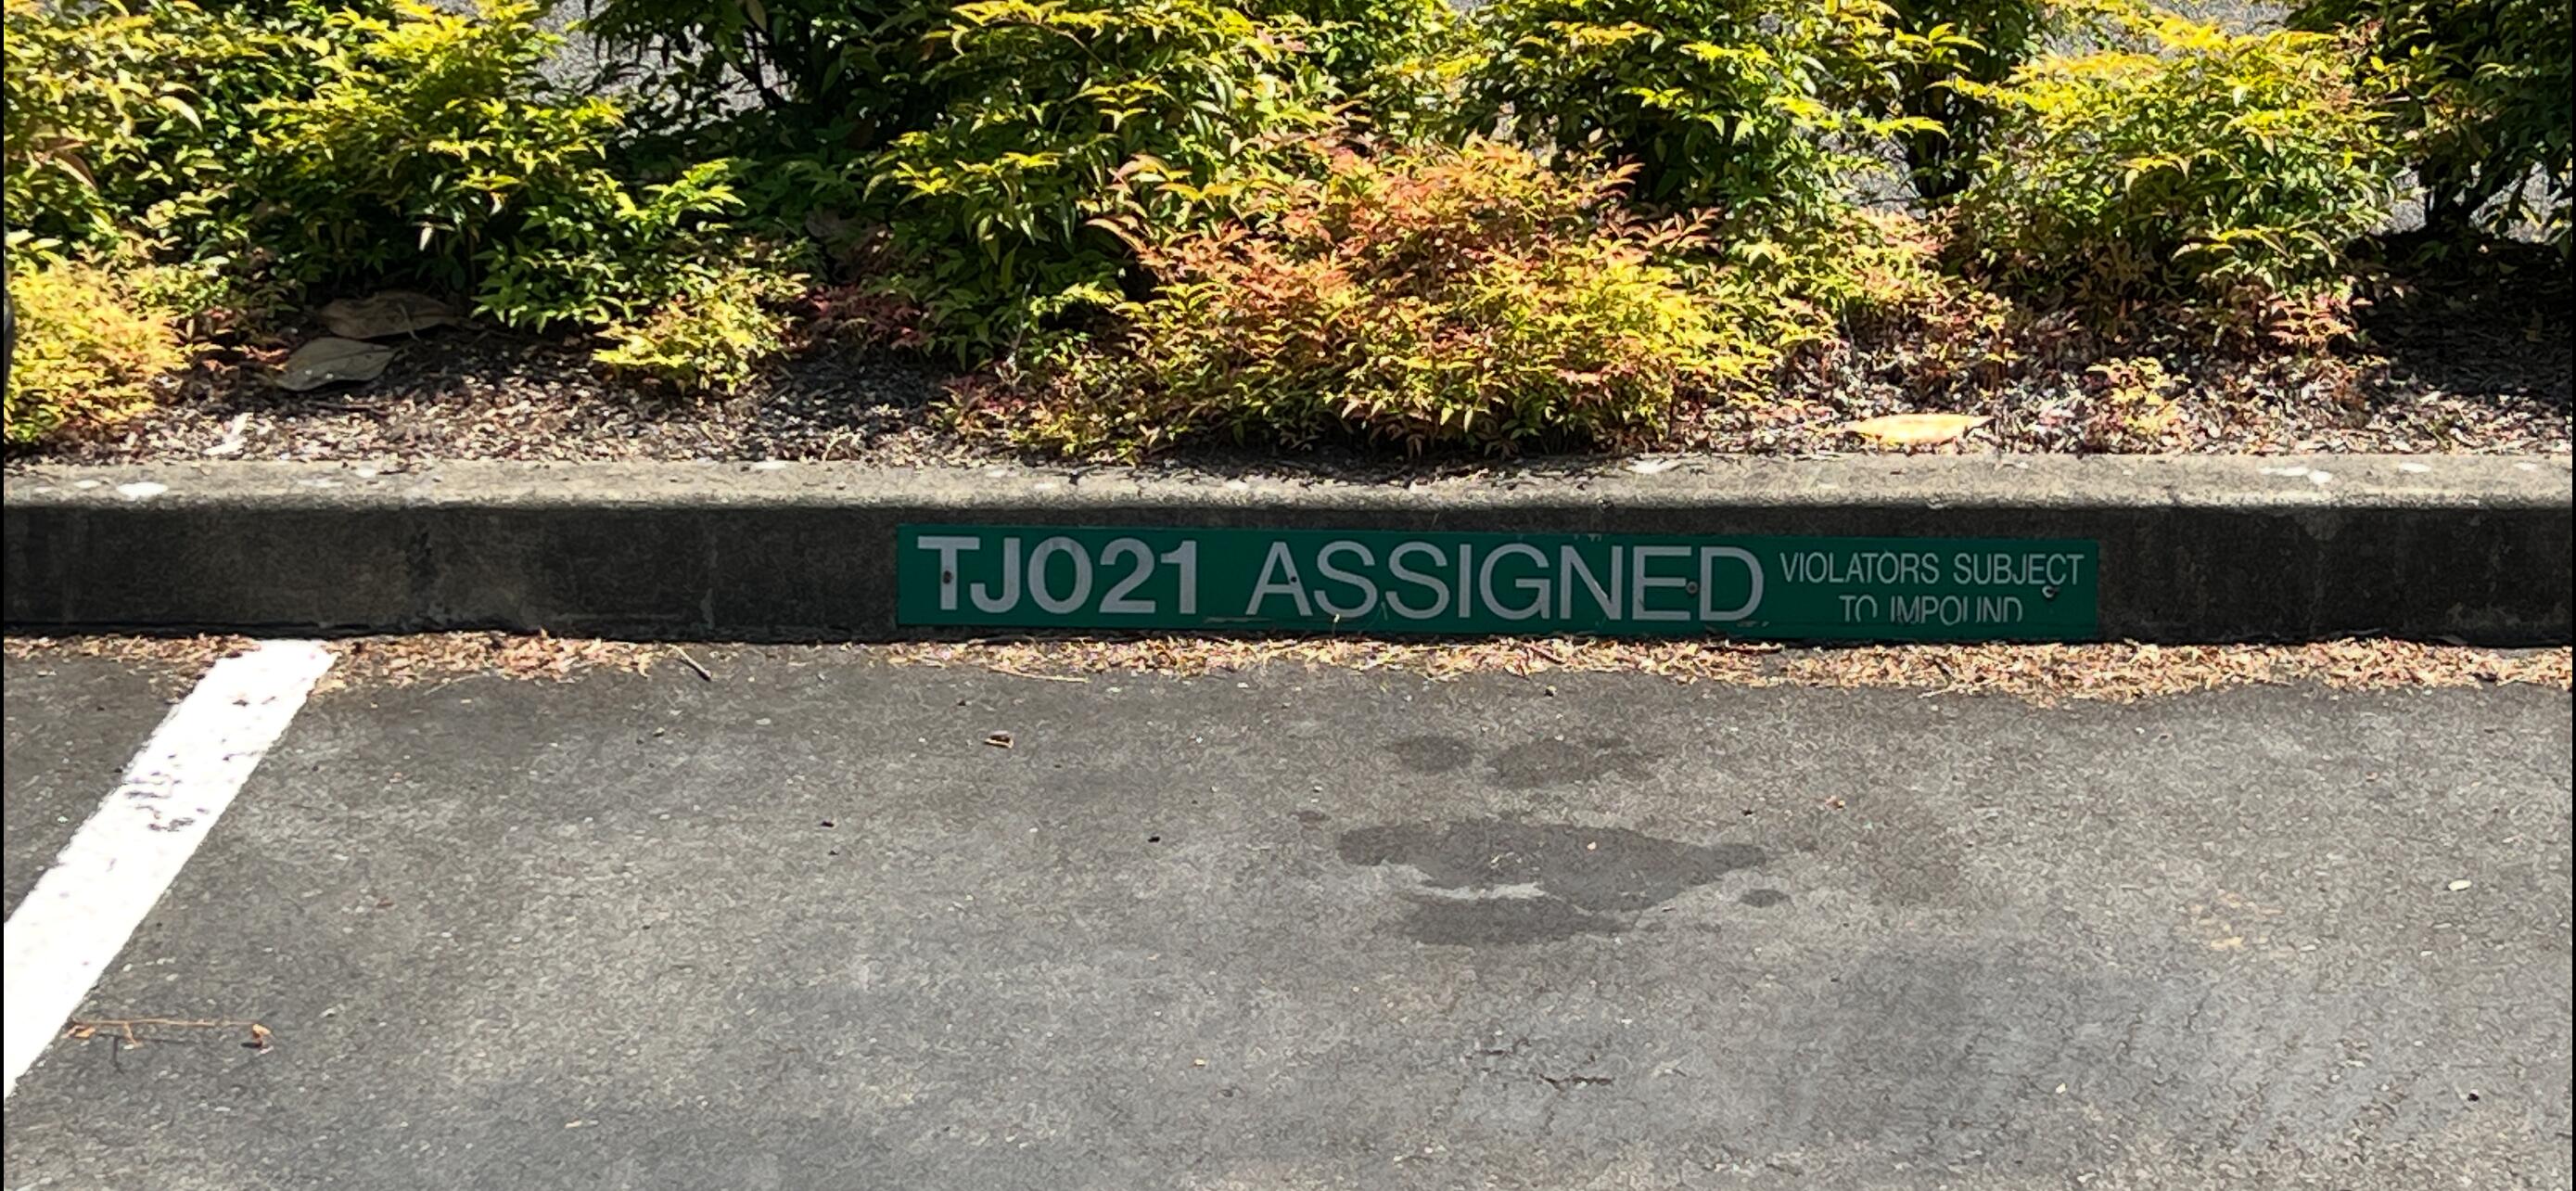 TJ021 ASSIGNED VIOLATORS SUBJECT
TO IMPOUND